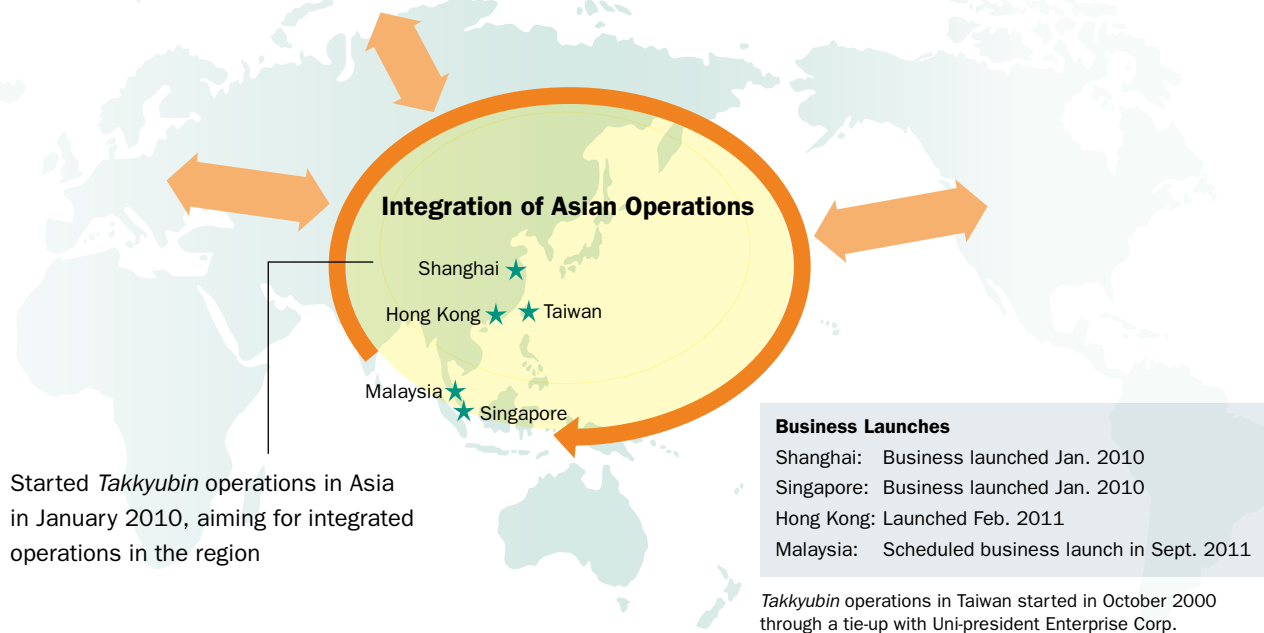 Integration of Asian Operations
Shanghai
Hong Kong
Taiwan
Malaysia
Singapore
Started Takkyubin operations in Asia
in January 2010, aiming for integrated
operations in the region
Business Launches
Shanghai: Business launched Jan. 2010
Singapore: Business launched Jan. 2010
Hong Kong: Launched Feb. 2011
Malaysia: Scheduled business launch in Sept. 2011
Takkyubin operations in Taiwan started in October 2000
through a tie-up with Uni-president Enterprise Corp.